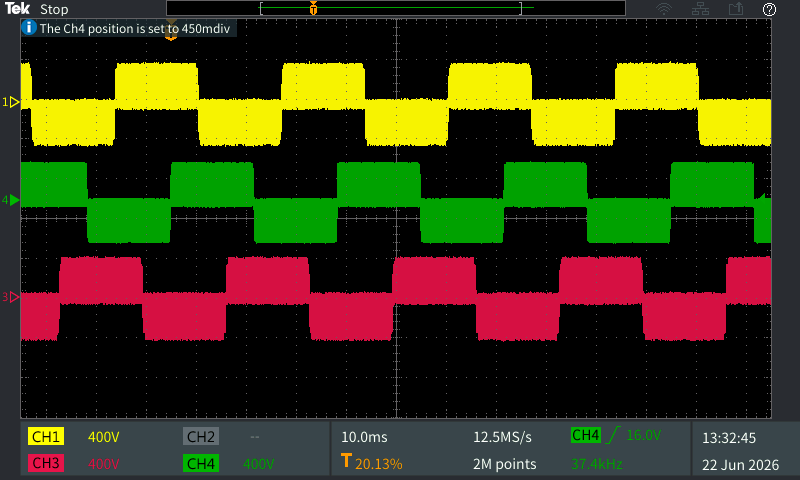 Tek Stop
T
i The Ch4 position is set to 450mdiv
1
4
3
CH1 400V CH2 -- 10.0ms 12.5MS/s CH4 16.0V 13:32:45
CH3 400V CH4 400V T 20.13% 2M points 37.4kHz 22 Jun 2026